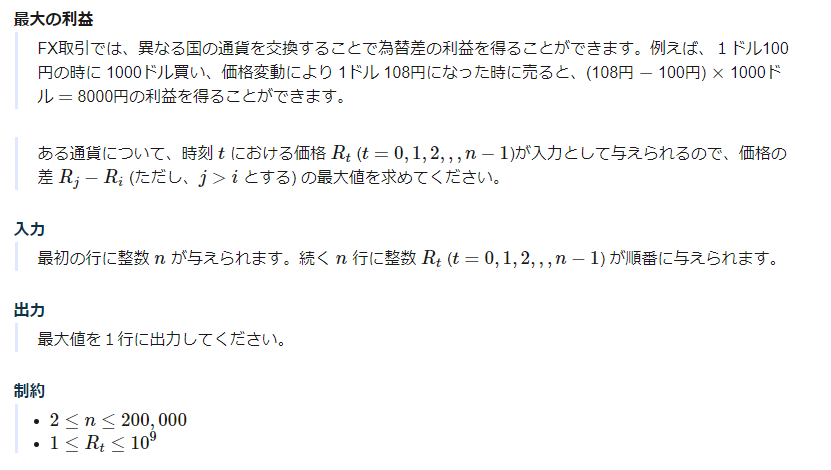 最大の利益
FX取引では、異なる国の通貨を交換することで為替差の利益を得ることができます。例えば、１ドル100
円の時に 1000ドル買い、価格変動により 1ドル 108円になった時に売ると、(108円 − 100円) × 1000ド
ル = 8000円の利益を得ることができます。
ある通貨について、時刻 t における価格 R_t (t = 0, 1, 2, , , n − 1)が入力として与えられるので、価格の
差 R_j − R_i (ただし、j > i とする) の最大値を求めてください。
入力
最初の行に整数 n が与えられます。続く n 行に整数 R_t (t = 0, 1, 2, , , n − 1) が順番に与えられます。
出力
最大値を１行に出力してください。
制約
• 2 ≤ n ≤ 200, 000
• 1 ≤ R_t ≤ 10^9